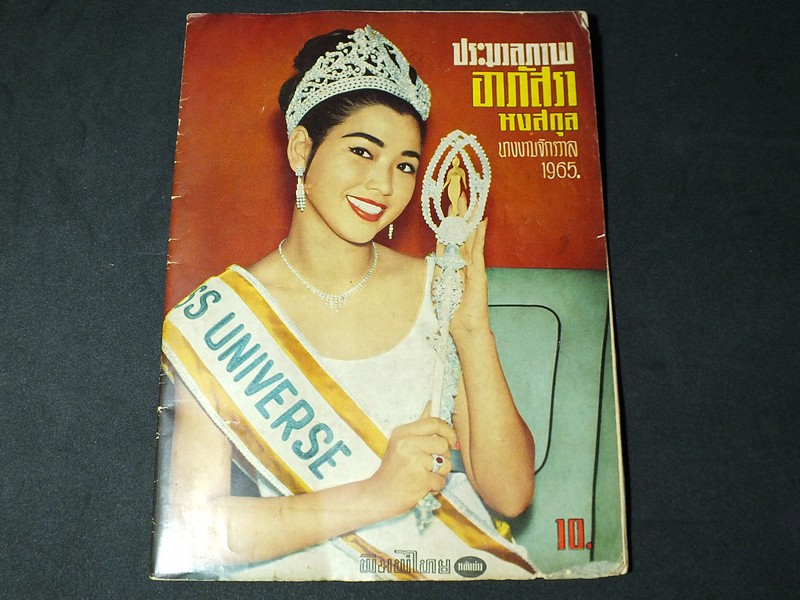 ประมวลภาพ
อาภัสรา
หงสกุล
นางงามจักรวาล
1965.
SS UNIVERSE
10.
พิมพ์ไทย